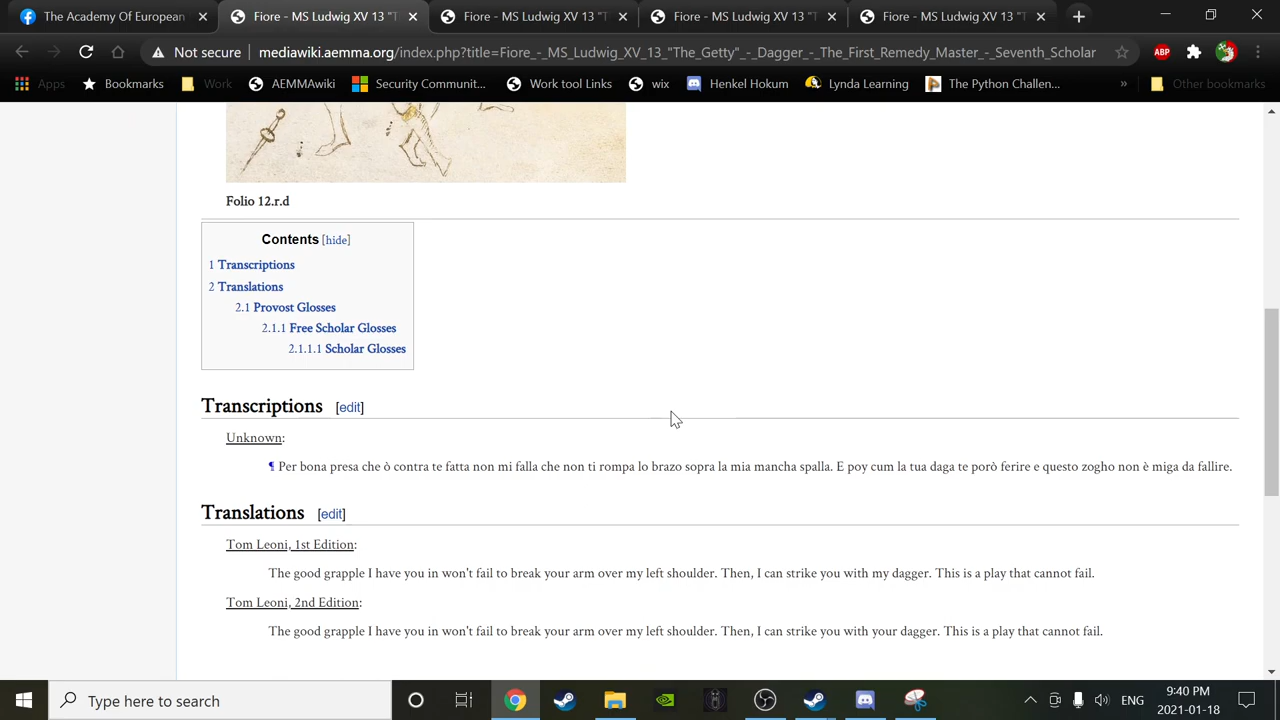 The Academy Of European
Fiore - MS Ludwig XV 13 "T
Fiore - MS Ludwig XV 13 "T
Fiore - MS Ludwig XV 13 "T
Fiore - MS Ludwig XV 13 "T
Not secure
mediawiki.aemma.org/index.php?title=Fiore_-_MS_Ludwig_XV_13_"The_Getty"_-_Dagger_-_The_First_Remedy_Master_-_Seventh_Scholar
ABP
Apps Bookmarks Work AEMMAwiki Security Communit... Work tool Links wix Henkel Hokum Lynda Learning The Python Challen... » Other bookmarks
Folio 12.r.d
Contents [hide]
1 Transcriptions
2 Translations
2.1 Provost Glosses
2.1.1 Free Scholar Glosses
2.1.1.1 Scholar Glosses
Transcriptions [edit]
Unknown:
¶ Per bona presa che ò contra te fatta non mi falla che non ti rompa lo brazo sopra la mia mancha spalla. E poy cum la tua daga te porò ferire e questo zogho non è miga da fallire.
Translations [edit]
Tom Leoni, 1st Edition:
The good grapple I have you in won't fail to break your arm over my left shoulder. Then, I can strike you with my dagger. This is a play that cannot fail.
Tom Leoni, 2nd Edition:
The good grapple I have you in won't fail to break your arm over my left shoulder. Then, I can strike you with your dagger. This is a play that cannot fail.
Type here to search
ENG
9:40 PM
2021-01-18